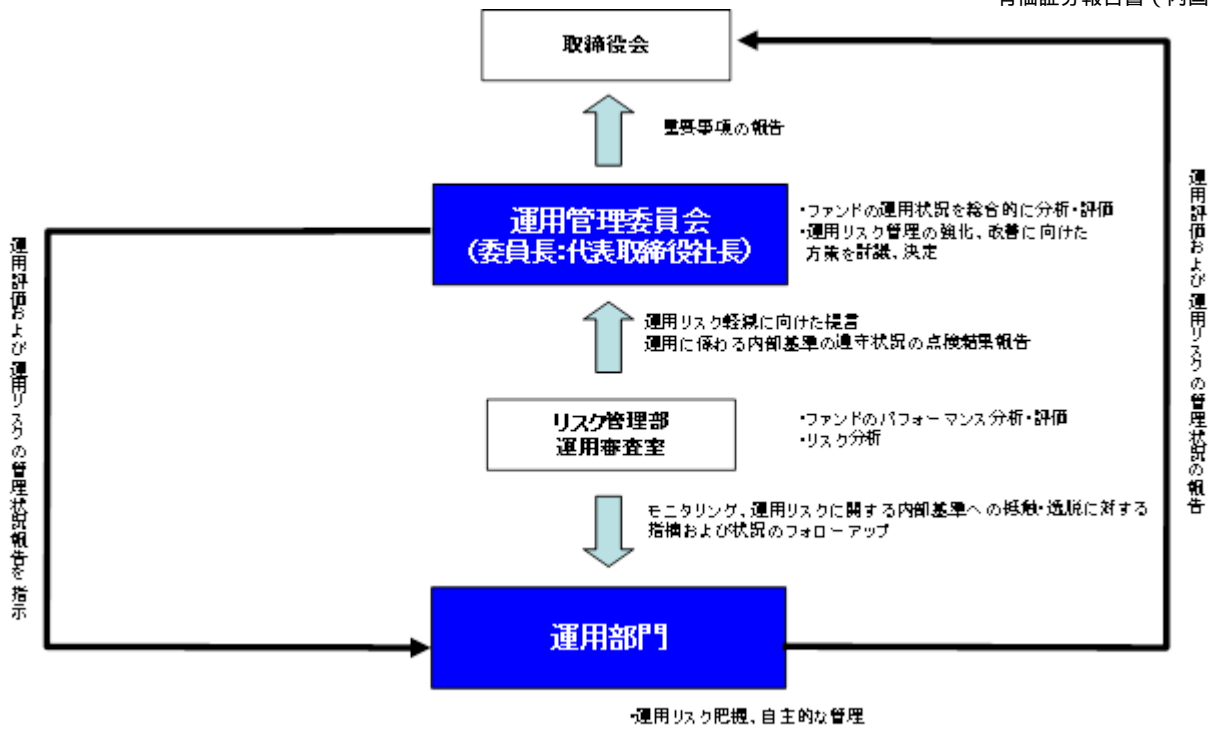 取締役会
重要事項の報告
運用管理委員会
(委員長:代表取締役社長)
・ファンドの運用状況を総合的に分析・評価
・運用リスク管理の強化、改善に向けた
方策を討議、決定
運用リスク軽減に向けた提言
運用に係わる内部基準の遵守状況の点検結果報告
リスク管理部
運用審査室
・ファンドのパフォーマンス分析・評価
・リスク分析
モニタリング、運用リスクに関する内部基準への抵触・逸脱に対する
指摘および状況のフォローアップ
運用部門
・運用リスク把握、自主的な管理
運用評価および運用リスクの管理状況報告を指示
運用評価および運用リスクの管理状況の報告